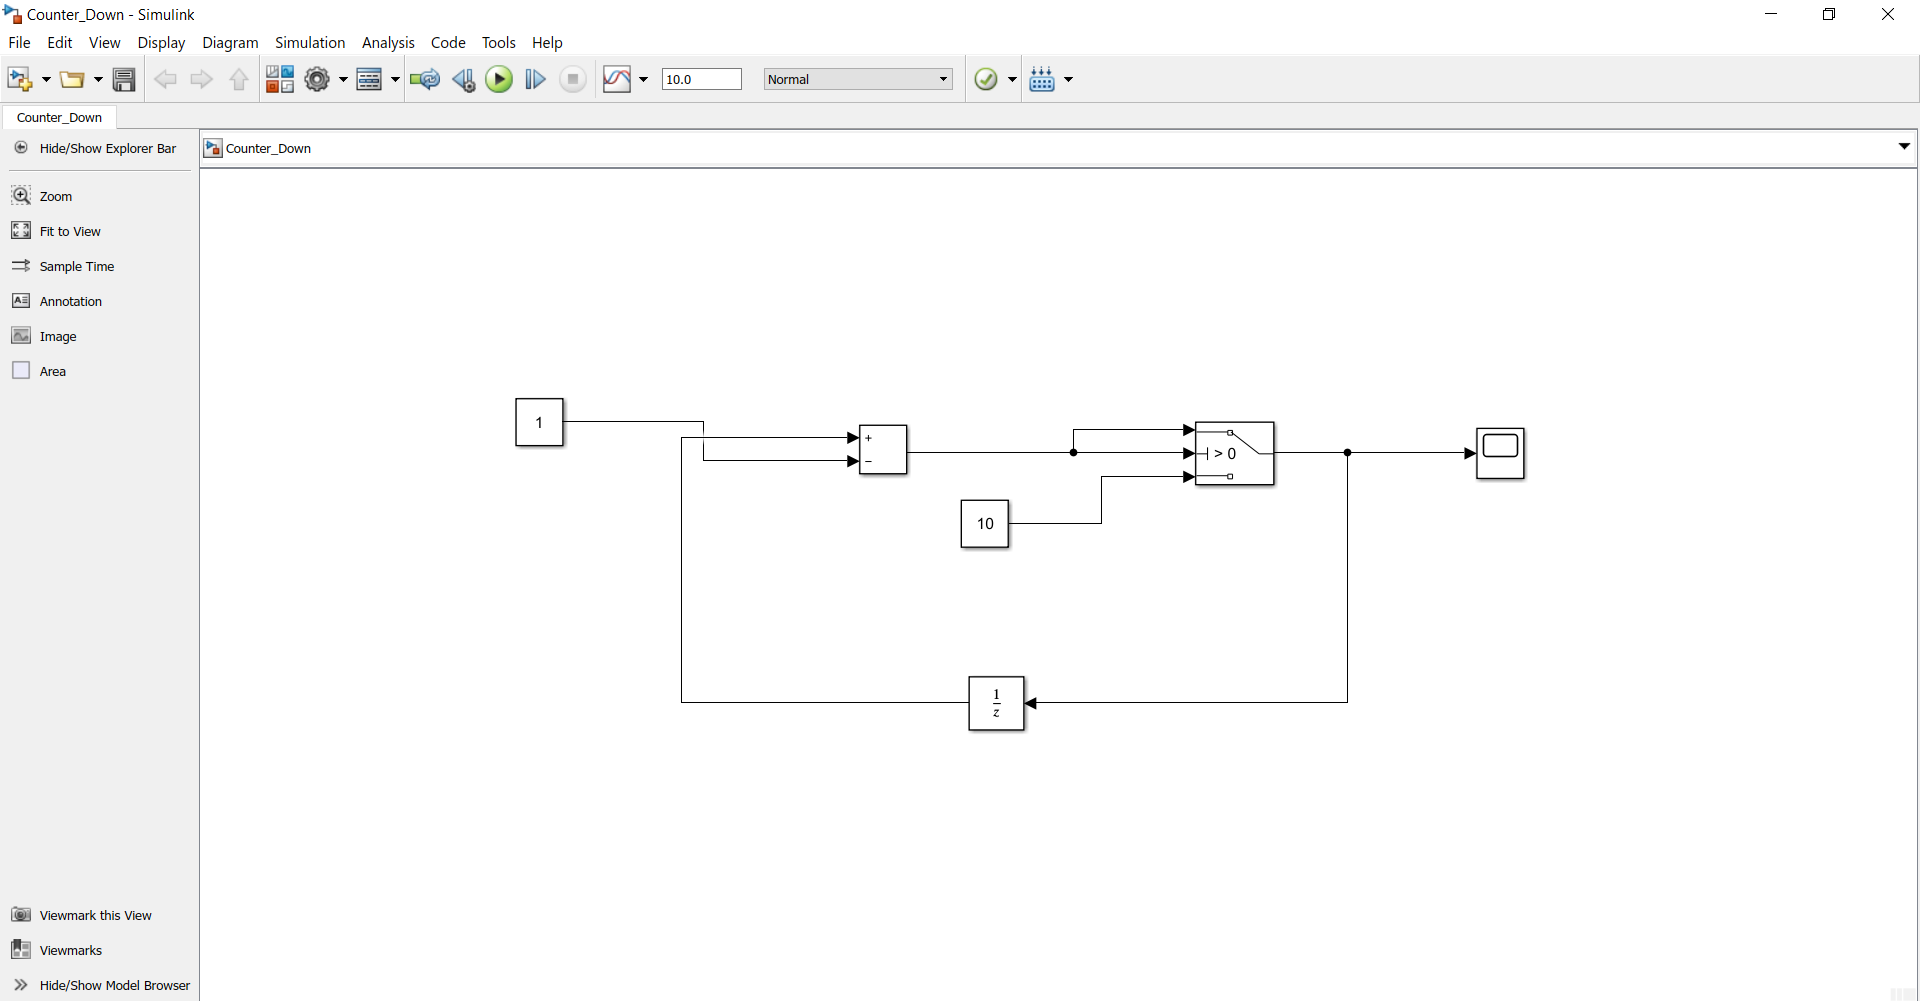 Counter_Down - Simulink
File Edit View Display Diagram Simulation Analysis Code Tools Help
10.0 Normal
Counter_Down
Hide/Show Explorer Bar
Counter_Down
Zoom
Fit to View
Sample Time
Annotation
Image
Area
1
+
−
> 0
10
1
z
Viewmark this View
Viewmarks
Hide/Show Model Browser